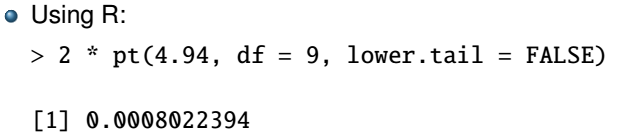 Using R:
> 2 * pt(4.94, df = 9, lower.tail = FALSE)
[1] 0.0008022394